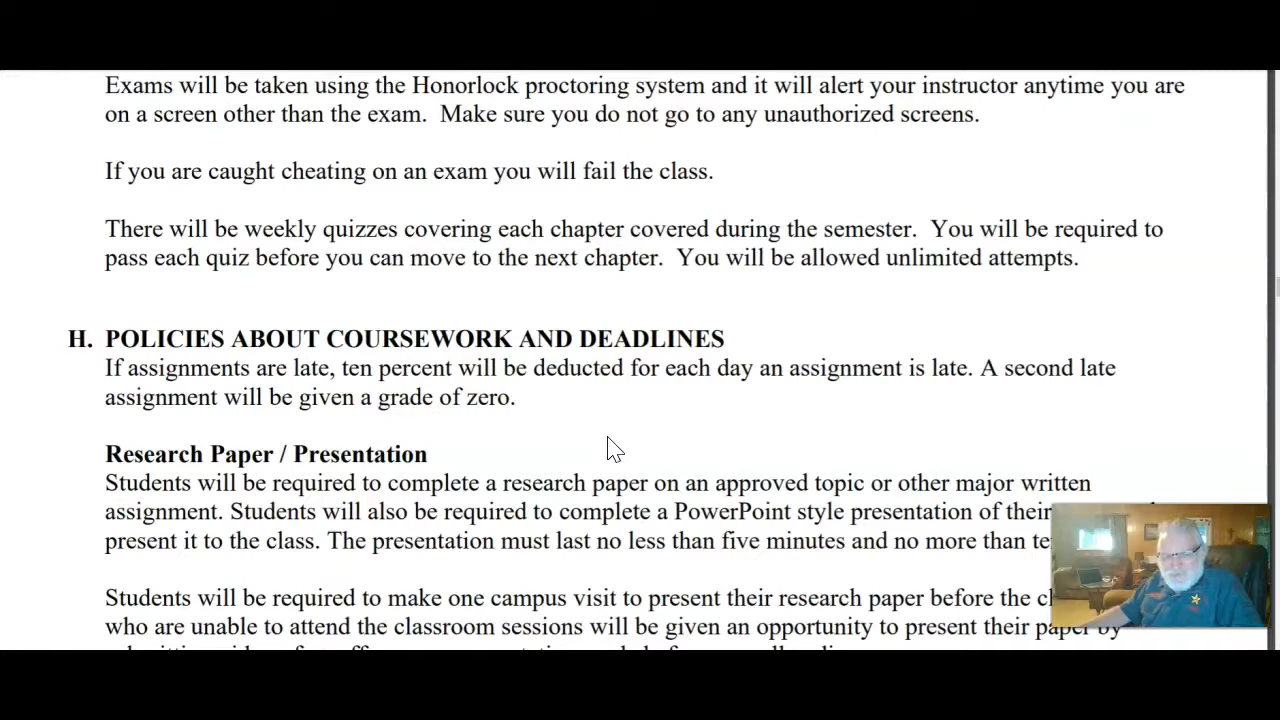 Exams will be taken using the Honorlock proctoring system and it will alert your instructor anytime you are
on a screen other than the exam.  Make sure you do not go to any unauthorized screens.
If you are caught cheating on an exam you will fail the class.
There will be weekly quizzes covering each chapter covered during the semester.  You will be required to
pass each quiz before you can move to the next chapter.  You will be allowed unlimited attempts.
H. POLICIES ABOUT COURSEWORK AND DEADLINES
If assignments are late, ten percent will be deducted for each day an assignment is late. A second late
assignment will be given a grade of zero.
Research Paper / Presentation
Students will be required to complete a research paper on an approved topic or other major written
assignment. Students will also be required to complete a PowerPoint style presentation of their
present it to the class. The presentation must last no less than five minutes and no more than
Students will be required to make one campus visit to present their research paper before the
who are unable to attend the classroom sessions will be given an opportunity to present their paper by